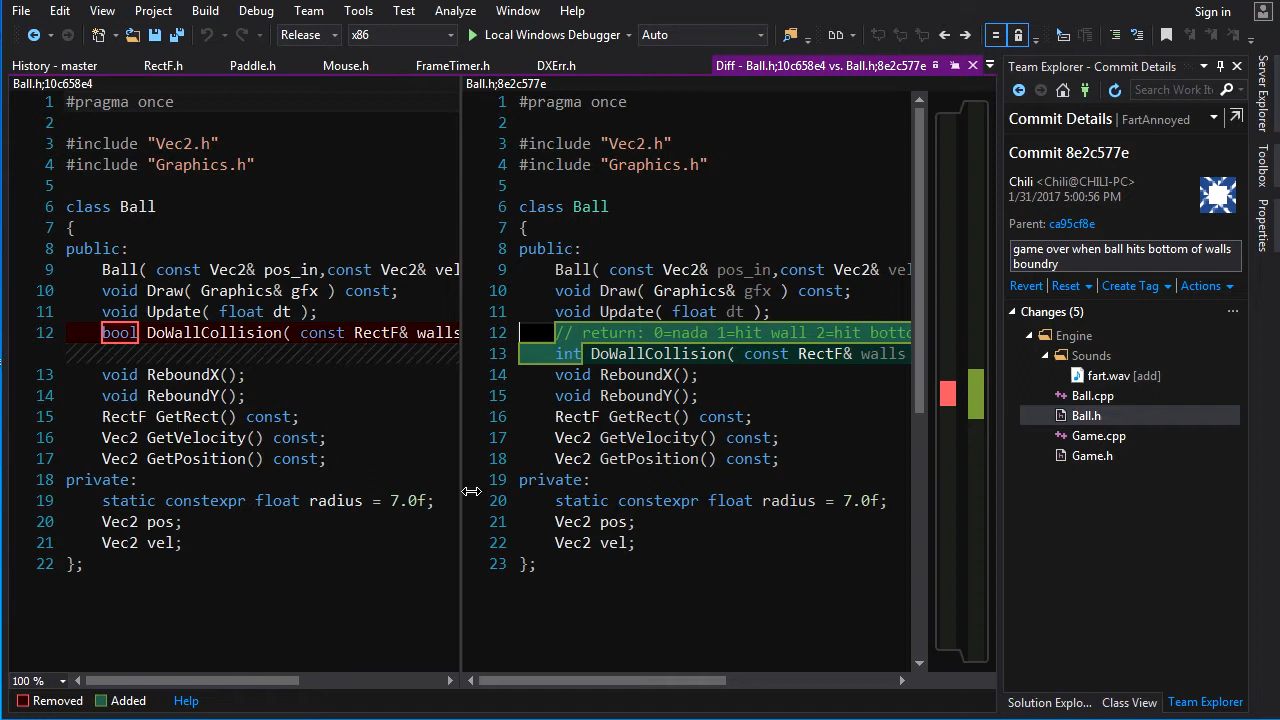 File Edit View Project Build Debug Team Tools Test Analyze Window Help
Sign in
Release x86 Local Windows Debugger Auto
History - master RectF.h Paddle.h Mouse.h FrameTimer.h DXErr.h Diff - Ball.h;10c658e4 vs. Ball.h;8e2c577e
Ball.h;10c658e4
1 #pragma once
2
3 #include "Vec2.h"
4 #include "Graphics.h"
5
6 class Ball
7 {
8 public:
9 Ball( const Vec2& pos_in,const Vec2& vel
10 void Draw( Graphics& gfx ) const;
11 void Update( float dt );
12 bool DoWallCollision( const RectF& walls
13 void ReboundX();
14 void ReboundY();
15 RectF GetRect() const;
16 Vec2 GetVelocity() const;
17 Vec2 GetPosition() const;
18 private:
19 static constexpr float radius = 7.0f;
20 Vec2 pos;
21 Vec2 vel;
22 };
100 %
Removed Added Help
Ball.h;8e2c577e
1 #pragma once
2
3 #include "Vec2.h"
4 #include "Graphics.h"
5
6 class Ball
7 {
8 public:
9 Ball( const Vec2& pos_in,const Vec2& vel
10 void Draw( Graphics& gfx ) const;
11 void Update( float dt );
12 // return: 0=nada 1=hit wall 2=hit botto
13 int DoWallCollision( const RectF& walls
14 void ReboundX();
15 void ReboundY();
16 RectF GetRect() const;
17 Vec2 GetVelocity() const;
18 Vec2 GetPosition() const;
19 private:
20 static constexpr float radius = 7.0f;
21 Vec2 pos;
22 Vec2 vel;
23 };
Team Explorer - Commit Details
Search Work Ite
Commit Details | FartAnnoyed
Commit 8e2c577e
Chili <Chili@CHILI-PC>
1/31/2017 5:00:56 PM
Parent: ca95cf8e
game over when ball hits bottom of walls
boundry
Revert | Reset | Create Tag | Actions
Changes (5)
Engine
Sounds
fart.wav [add]
Ball.cpp
Ball.h
Game.cpp
Game.h
Solution Explo... Class View Team Explorer
Server Explorer
Toolbox
Properties